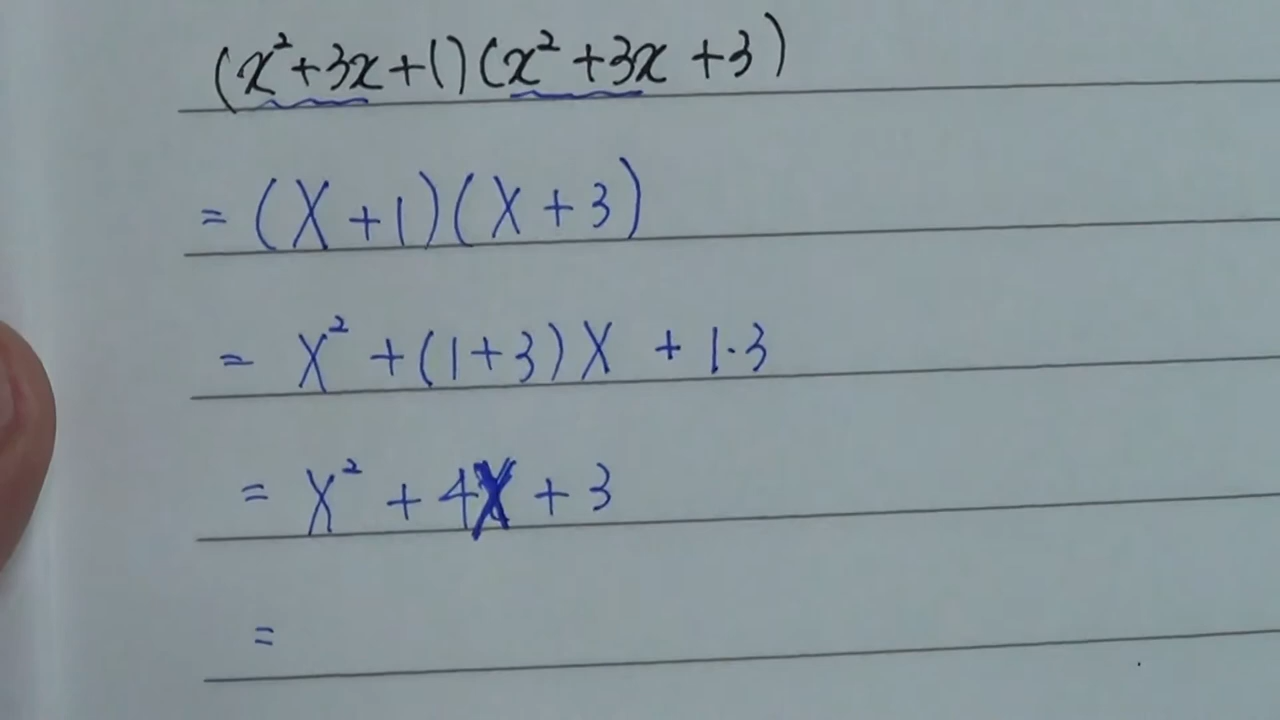 (x²+3x+1)(x²+3x+3)
= (X+1)(X+3)
= X² + (1+3)X + 1·3
= X² + 4X + 3
=